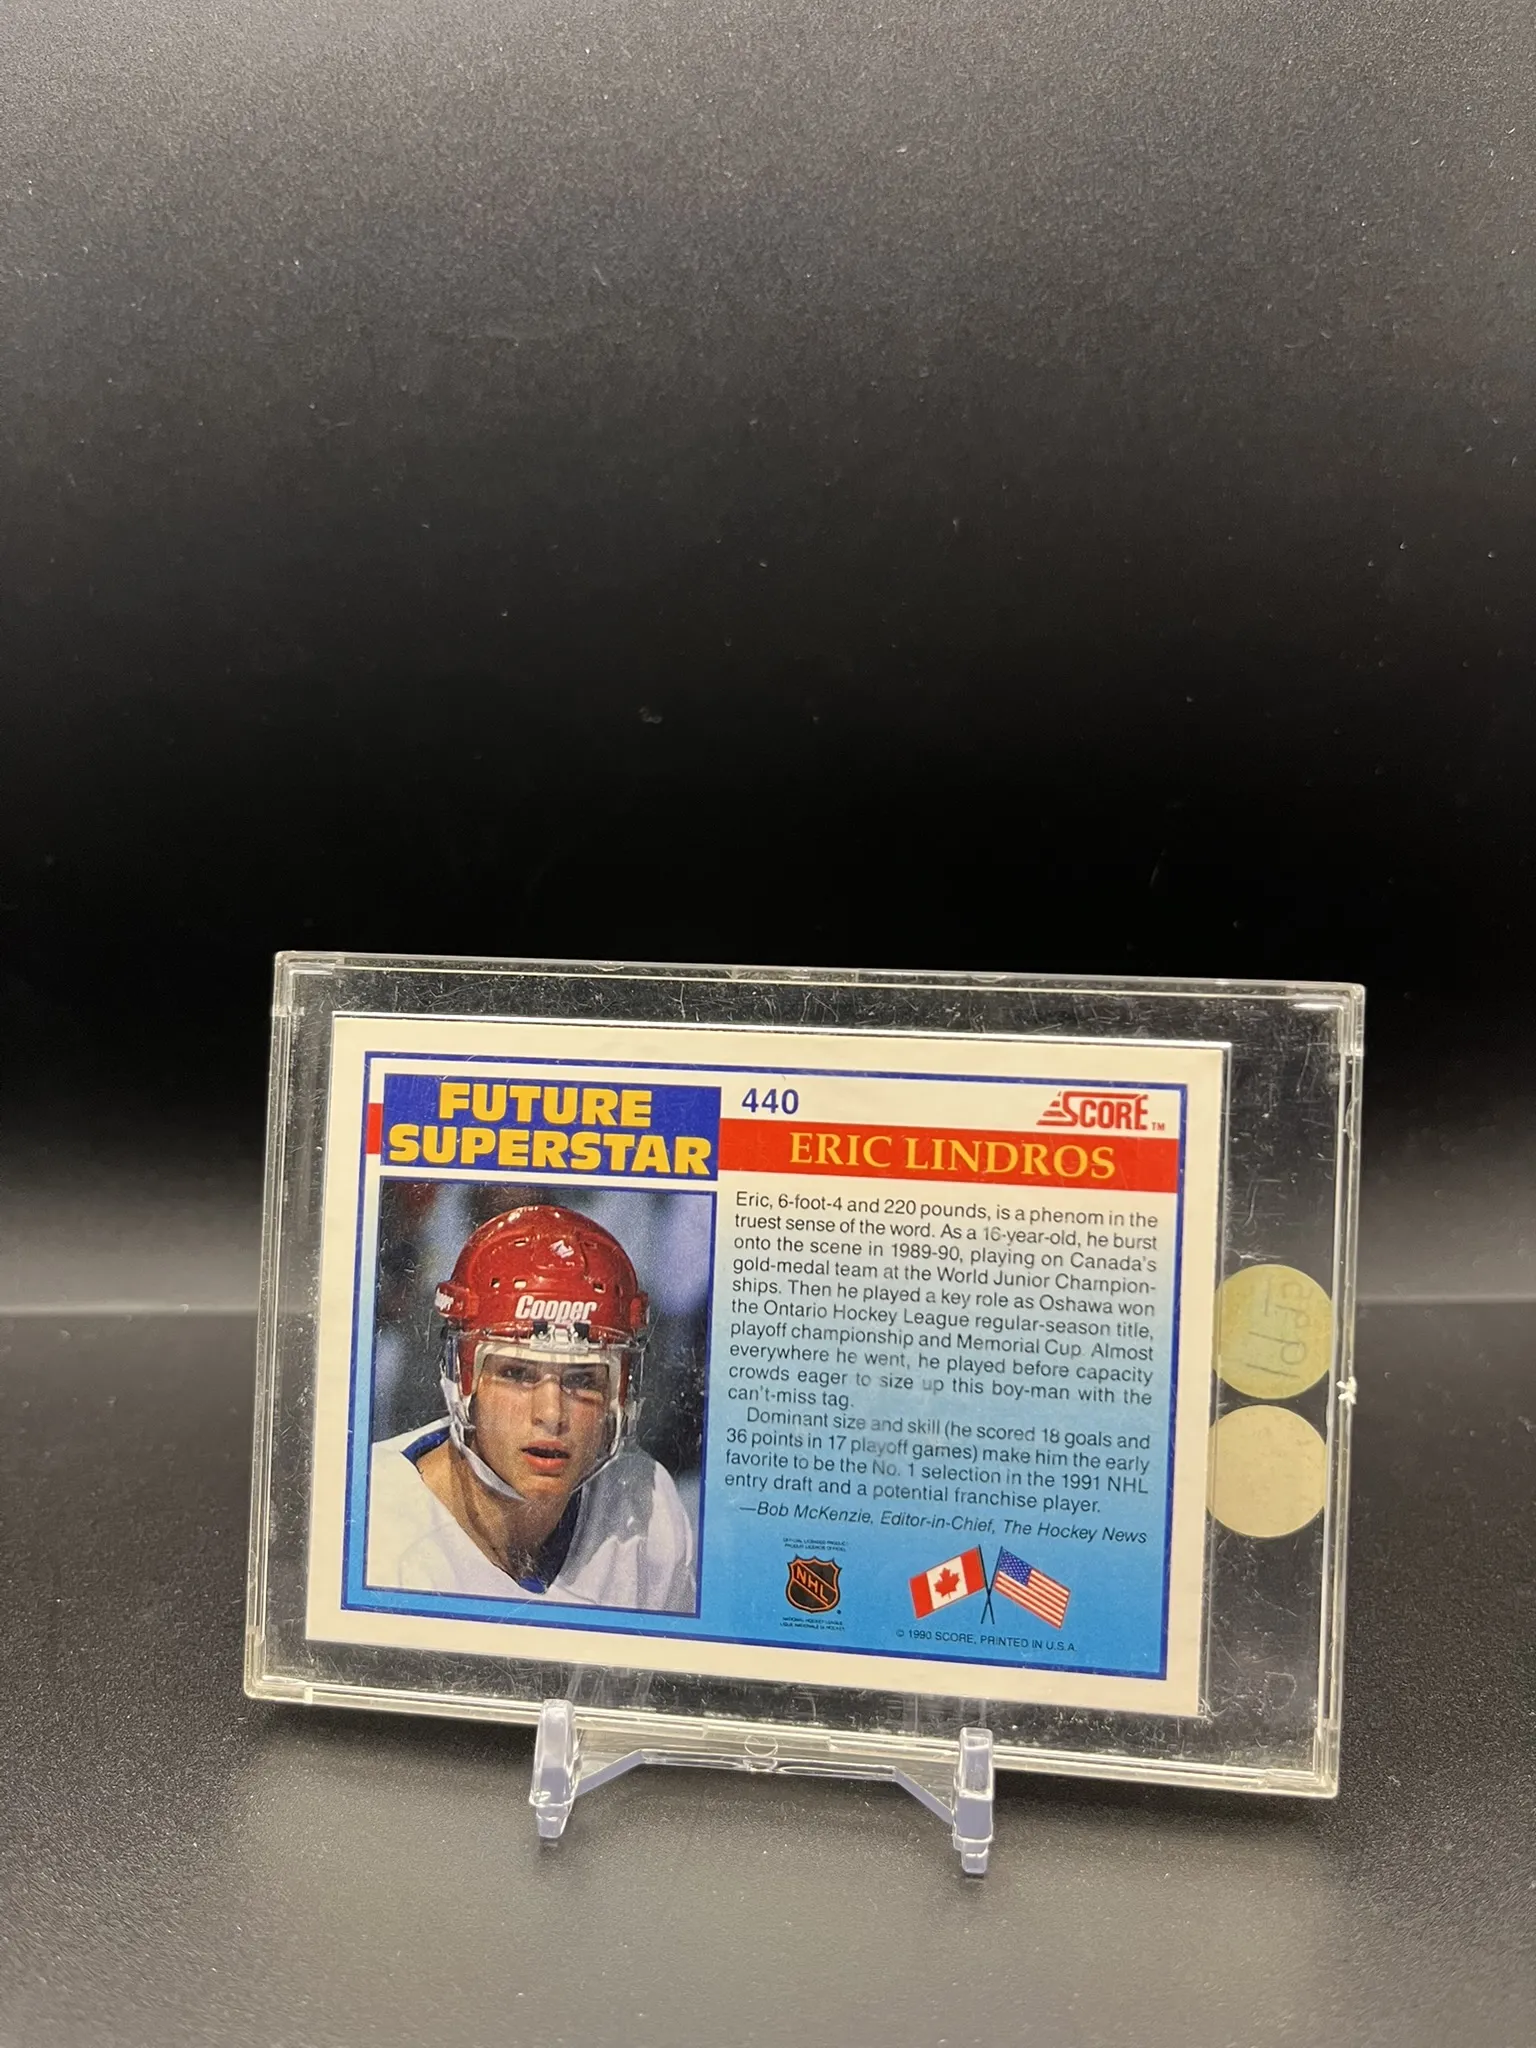 FUTURE
SUPERSTAR
440
SCORE™
ERIC LINDROS
Eric, 6-foot-4 and 220 pounds, is a phenom in the
truest sense of the word. As a 16-year-old, he burst
onto the scene in 1989-90, playing on Canada's
gold-medal team at the World Junior Champion-
ships. Then he played a key role as Oshawa won
the Ontario Hockey League regular-season title,
playoff championship and Memorial Cup. Almost
everywhere he went, he played before capacity
crowds eager to size up this boy-man with the
can't-miss tag.
Dominant size and skill (he scored 18 goals and
36 points in 17 playoff games) make him the early
favorite to be the No. 1 selection in the 1991 NHL
entry draft and a potential franchise player.
—Bob McKenzie, Editor-in-Chief, The Hockey News
Cooper
NHL
© 1990 SCORE, PRINTED IN U.S.A.